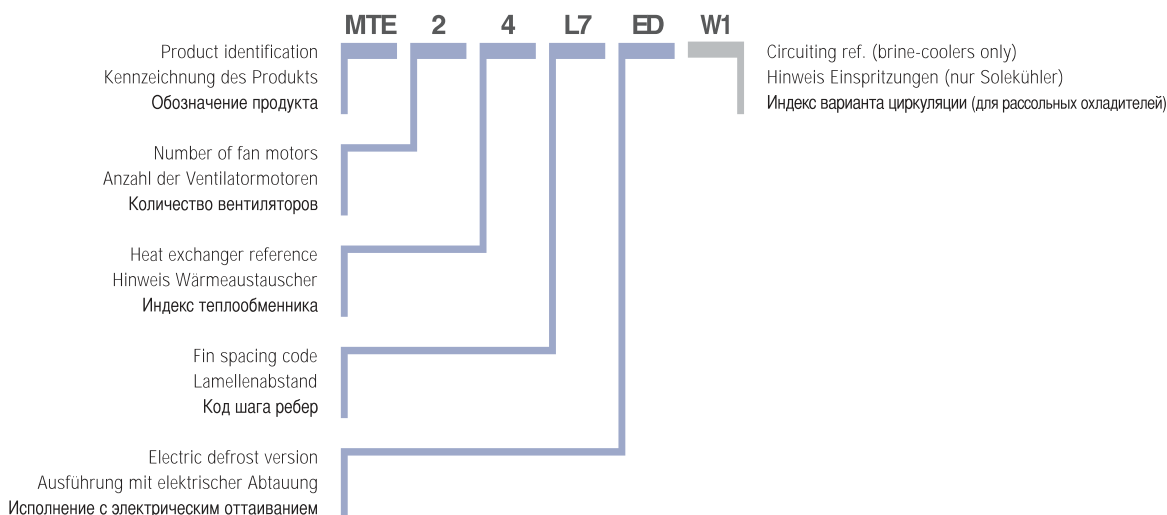 MTE 2 4 L7 ED W1
Product identification
Kennzeichnung des Produkts
Обозначение продукта
Circuiting ref. (brine-coolers only)
Hinweis Einspritzungen (nur Solekühler)
Индекс варианта циркуляции (для рассольных охладителей)
Number of fan motors
Anzahl der Ventilatormotoren
Количество вентиляторов
Heat exchanger reference
Hinweis Wärmeaustauscher
Индекс теплообменника
Fin spacing code
Lamellenabstand
Код шага ребер
Electric defrost version
Ausführung mit elektrischer Abtauung
Исполнение с электрическим оттаиванием